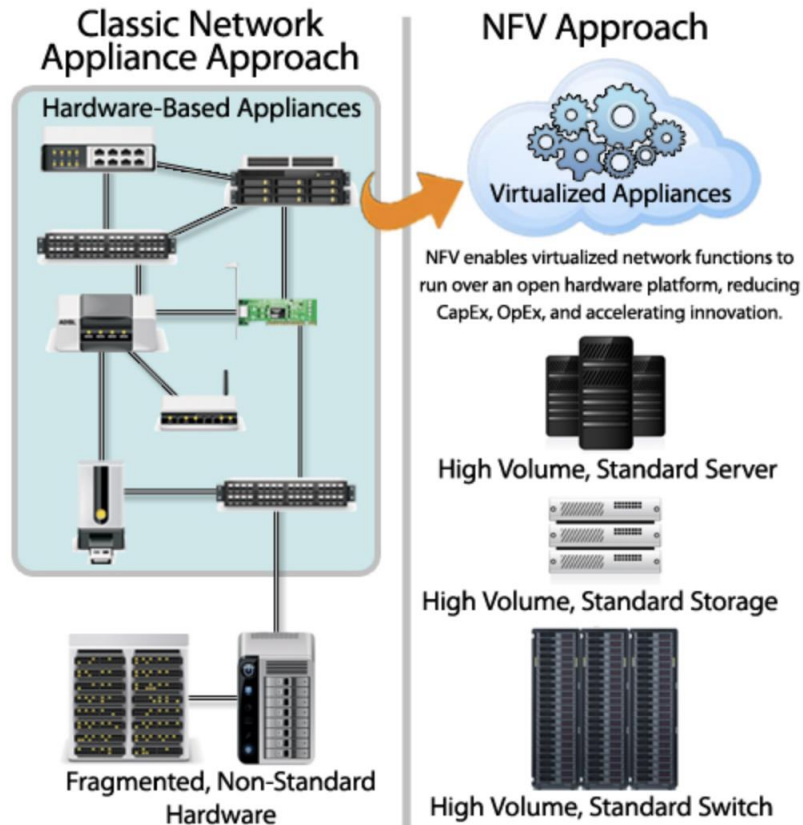 Classic Network
Appliance Approach
Hardware-Based Appliances
Fragmented, Non-Standard
Hardware
NFV Approach
Virtualized Appliances
NFV enables virtualized network functions to
run over an open hardware platform, reducing
CapEx, OpEx, and accelerating innovation.
High Volume, Standard Server
High Volume, Standard Storage
High Volume, Standard Switch